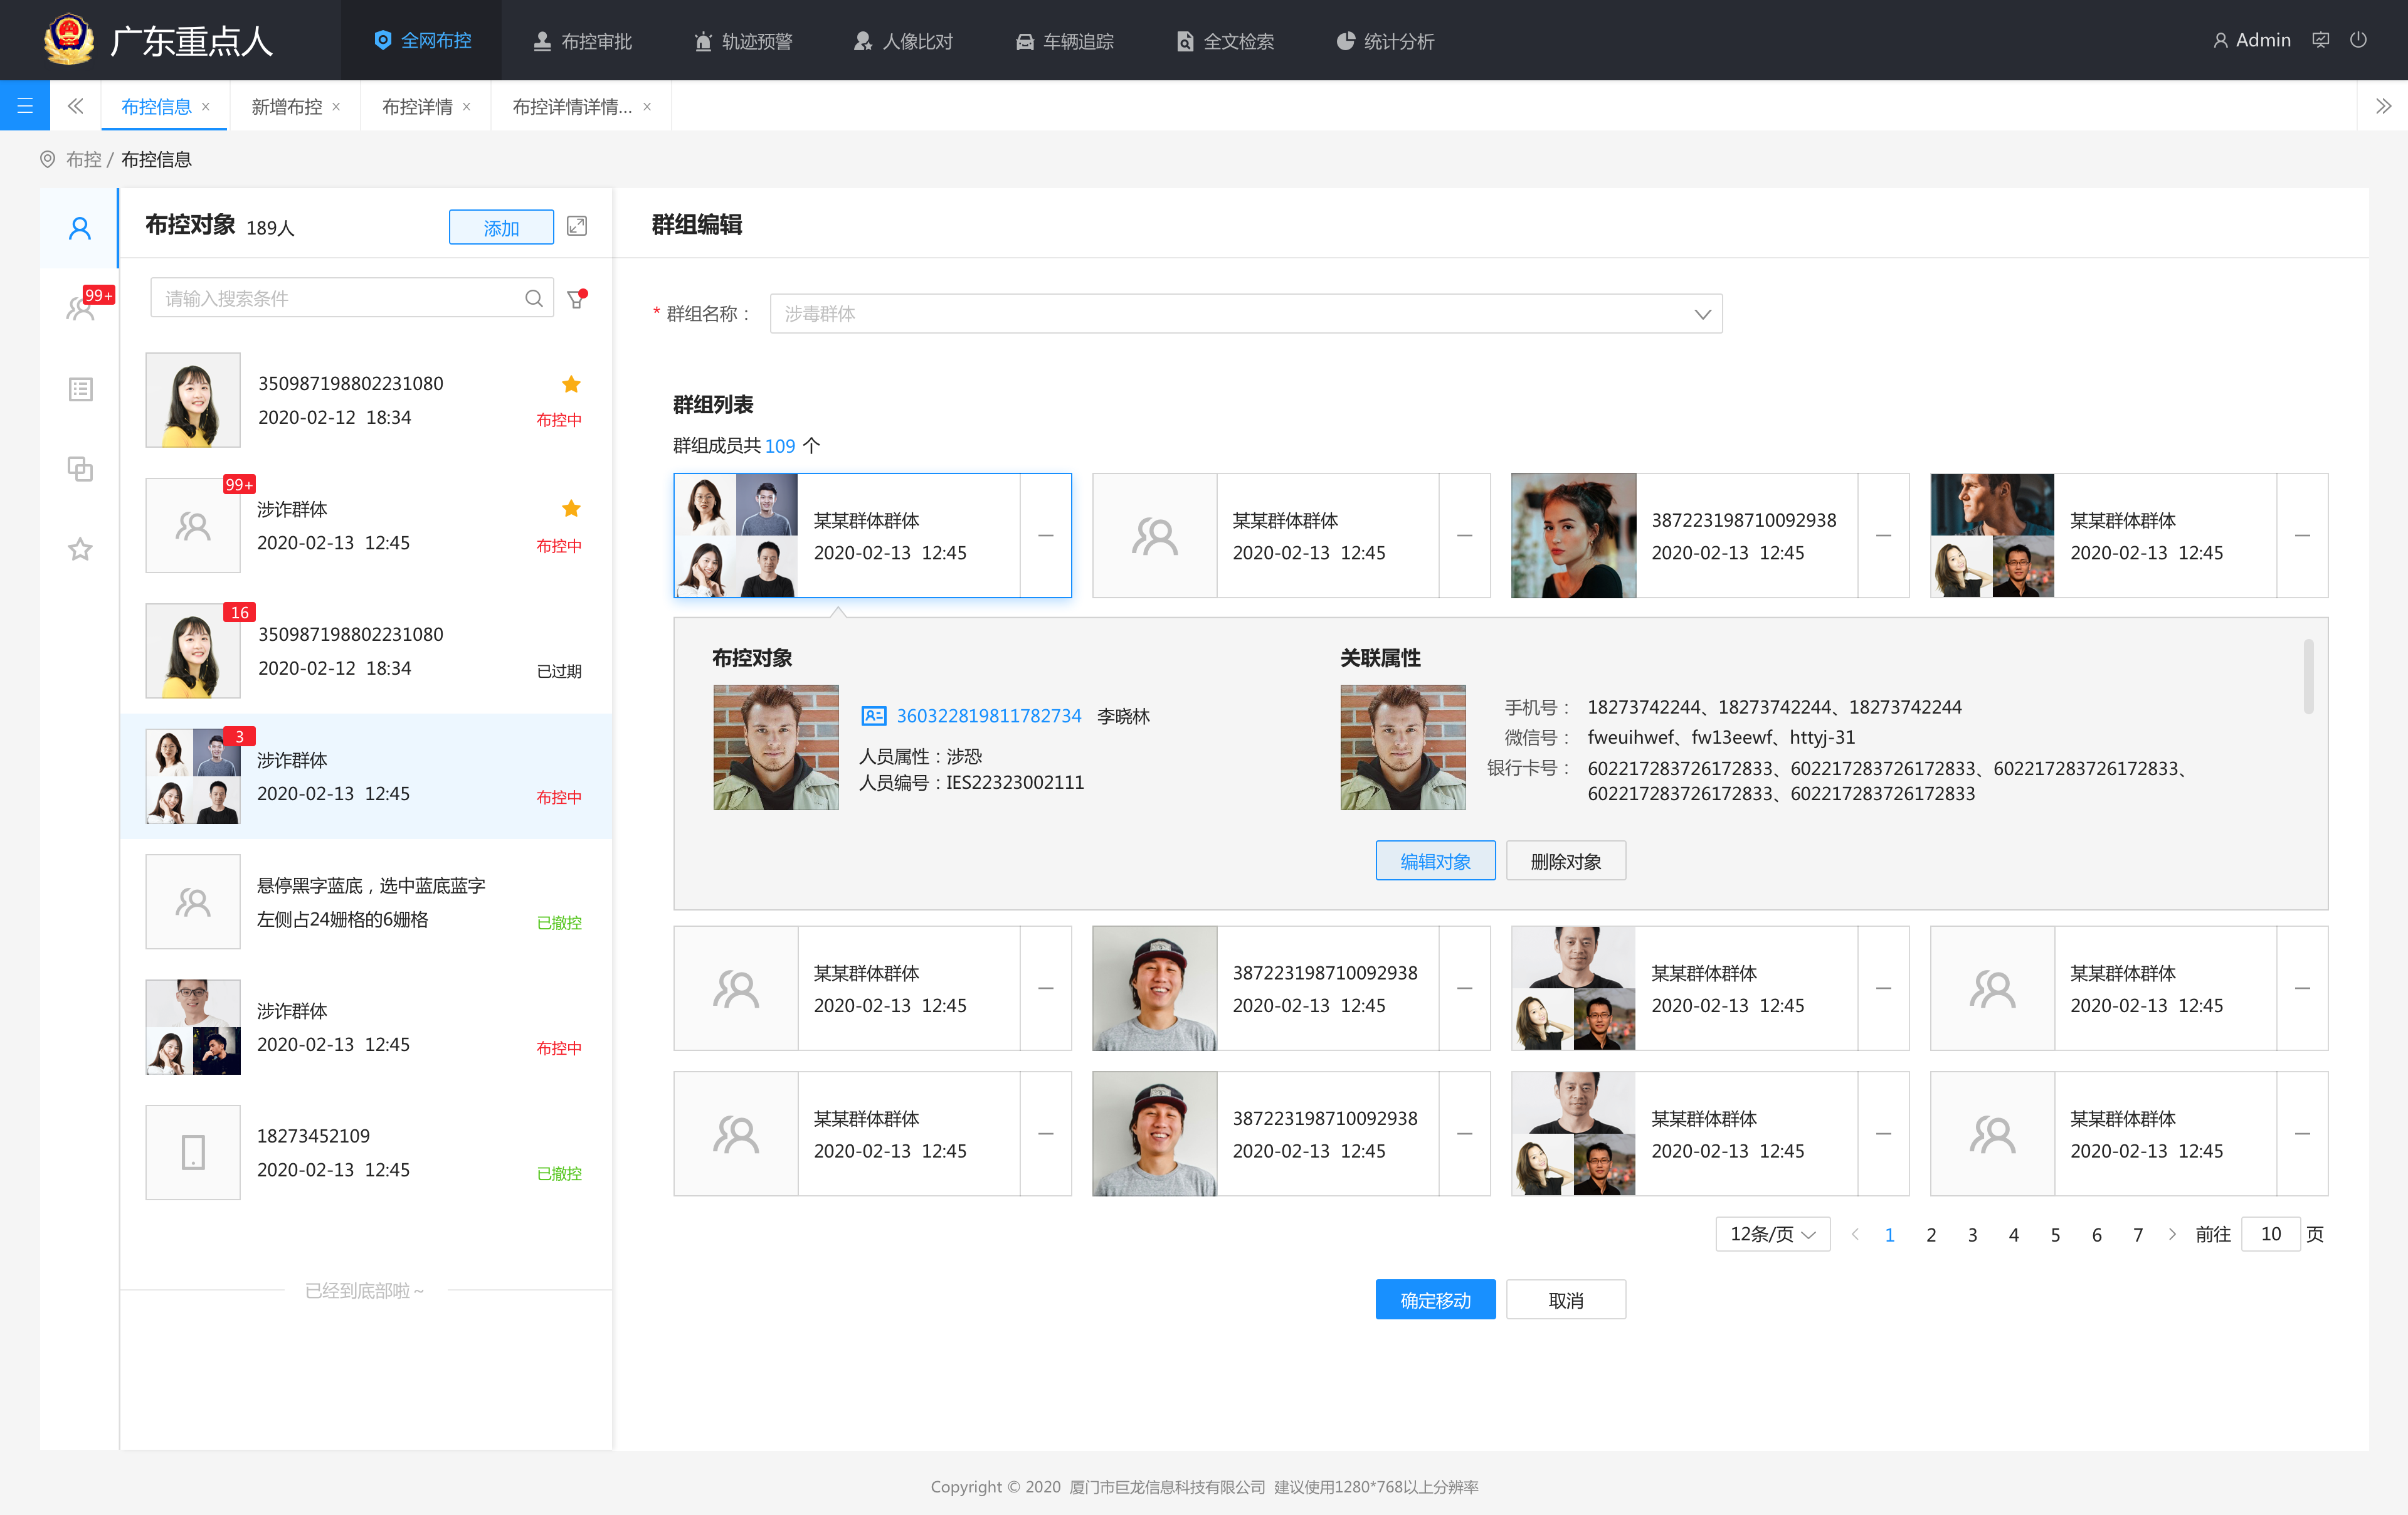 广东重点人
全网布控
布控审批
轨迹预警
人像比对
车辆追踪
全文检索
统计分析
Admin
布控信息 ×
新增布控 ×
布控详情 ×
布控详情详情... ×
布控 / 布控信息
布控对象 189人
添加
99+
请输入搜索条件
350987198802231080
2020-02-12 18:34
布控中
99+
涉诈群体
2020-02-13 12:45
布控中
16
350987198802231080
2020-02-12 18:34
已过期
3
涉诈群体
2020-02-13 12:45
布控中
悬停黑字蓝底，选中蓝底蓝字
左侧占24姗格的6姗格
已撤控
涉诈群体
2020-02-13 12:45
布控中
18273452109
2020-02-13 12:45
已撤控
已经到底部啦～
群组编辑
* 群组名称：
涉毒群体
群组列表
群组成员共 109 个
某某群体群体
2020-02-13 12:45
某某群体群体
2020-02-13 12:45
387223198710092938
2020-02-13 12:45
某某群体群体
2020-02-13 12:45
布控对象
360322819811782734 李晓林
人员属性：涉恐
人员编号：IES22323002111
关联属性
手机号： 18273742244、18273742244、18273742244
微信号： fweuihwef、fw13eewf、httyj-31
银行卡号： 602217283726172833、602217283726172833、602217283726172833、
602217283726172833、602217283726172833
编辑对象
删除对象
某某群体群体
2020-02-13 12:45
387223198710092938
2020-02-13 12:45
某某群体群体
2020-02-13 12:45
某某群体群体
2020-02-13 12:45
某某群体群体
2020-02-13 12:45
387223198710092938
2020-02-13 12:45
某某群体群体
2020-02-13 12:45
某某群体群体
2020-02-13 12:45
12条/页 1 2 3 4 5 6 7 前往 10 页
确定移动
取消
Copyright © 2020 厦门市巨龙信息科技有限公司 建议使用1280*768以上分辨率